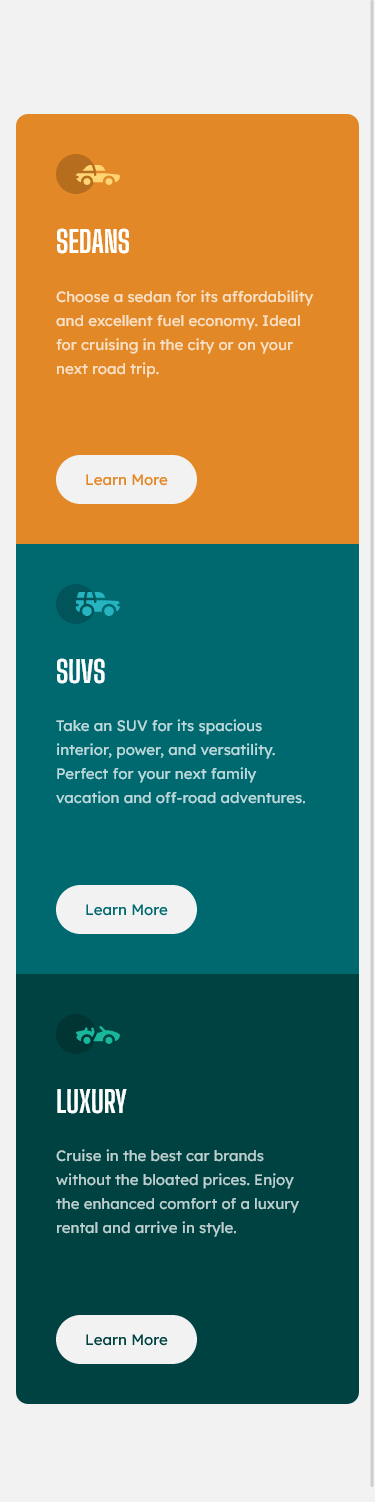 SEDANS
Choose a sedan for its affordability
and excellent fuel economy. Ideal
for cruising in the city or on your
next road trip.
Learn More
SUVS
Take an SUV for its spacious
interior, power, and versatility.
Perfect for your next family
vacation and off-road adventures.
Learn More
LUXURY
Cruise in the best car brands
without the bloated prices. Enjoy
the enhanced comfort of a luxury
rental and arrive in style.
Learn More